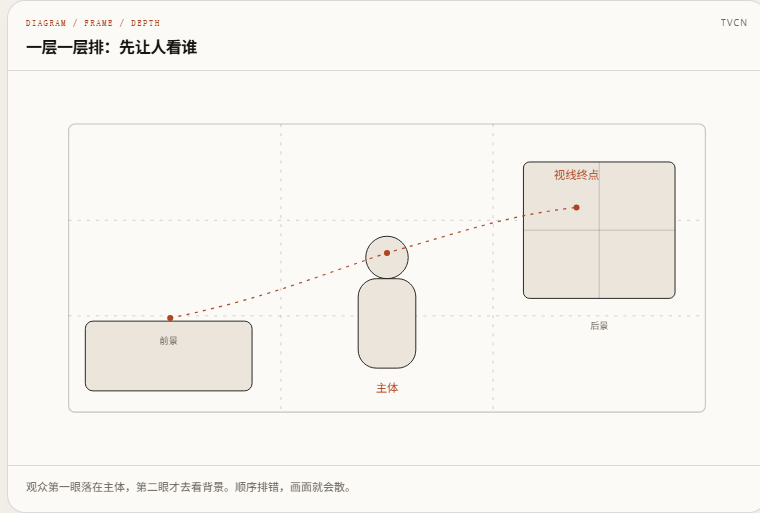 DIAGRAM / FRAME / DEPTH
TVCN
一层一层排：先让人看谁
视线终点
后景
前景
主体
观众第一眼落在主体，第二眼才去看背景。顺序排错，画面就会散。